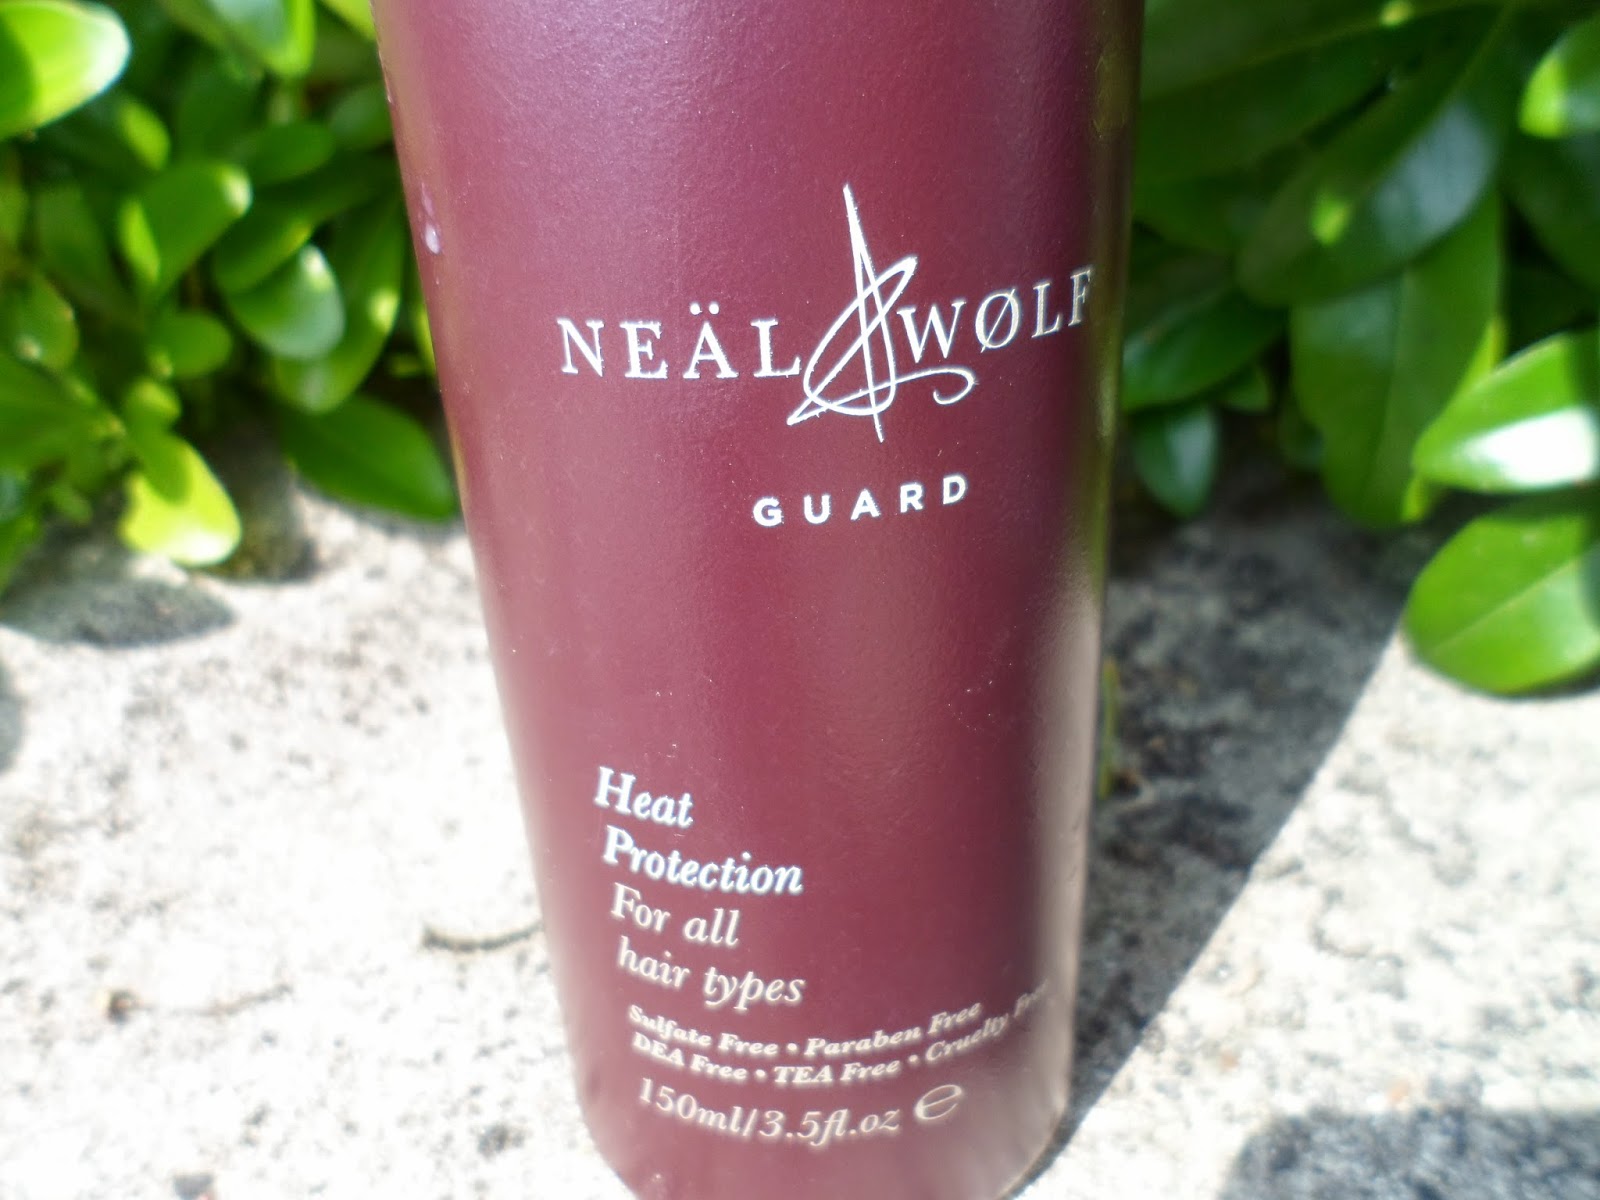 NEÄL & WØLF
GUARD
Heat
Protection
For all
hair types
Sulfate Free • Paraben Free
DEA Free • TEA Free • Cruelty Free
150ml/3.5fl.oz ℮